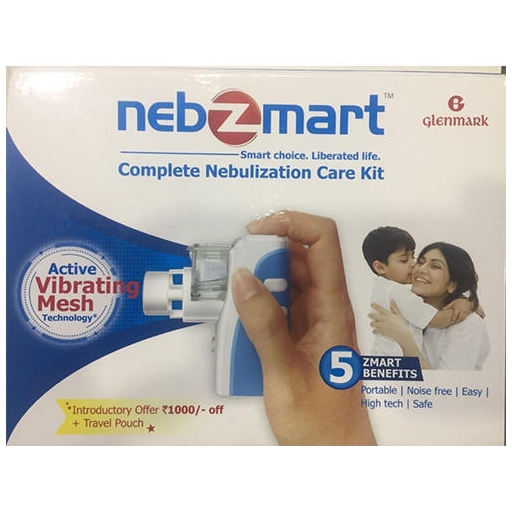 nebzmart™
GLENMARK
Smart choice. Liberated life.
Complete Nebulization Care Kit
Active
Vibrating
Mesh
Technology*
5 ZMART
BENEFITS
Portable | Noise free | Easy |
High tech | Safe
*Introductory Offer ₹1000/- off
+ Travel Pouch